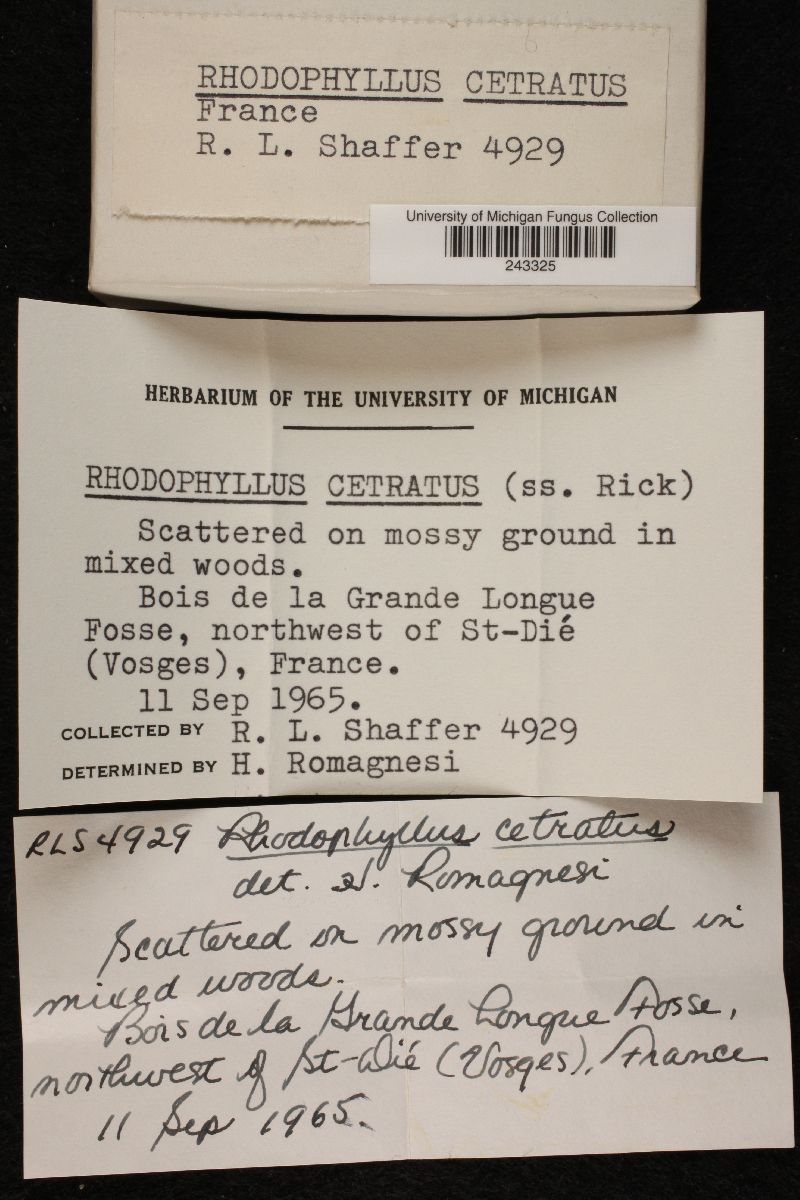 RHODOPHYLLUS CETRATUS
France
R. L. Shaffer 4929
University of Michigan Fungus Collection
243325
HERBARIUM OF THE UNIVERSITY OF MICHIGAN
RHODOPHYLLUS CETRATUS (ss. Rick)
Scattered on mossy ground in
mixed woods.
Bois de la Grande Longue
Fosse, northwest of St-Dié
(Vosges), France.
11 Sep 1965.
COLLECTED BY R. L. Shaffer 4929
DETERMINED BY H. Romagnesi
RLS 4929 Rhodophyllus cetratus
det. H. Romagnesi
Scattered on mossy ground in
mixed woods.
Bois de la Grande Longue Fosse,
northwest of St-Dié (Vosges), France
11 Sep 1965.